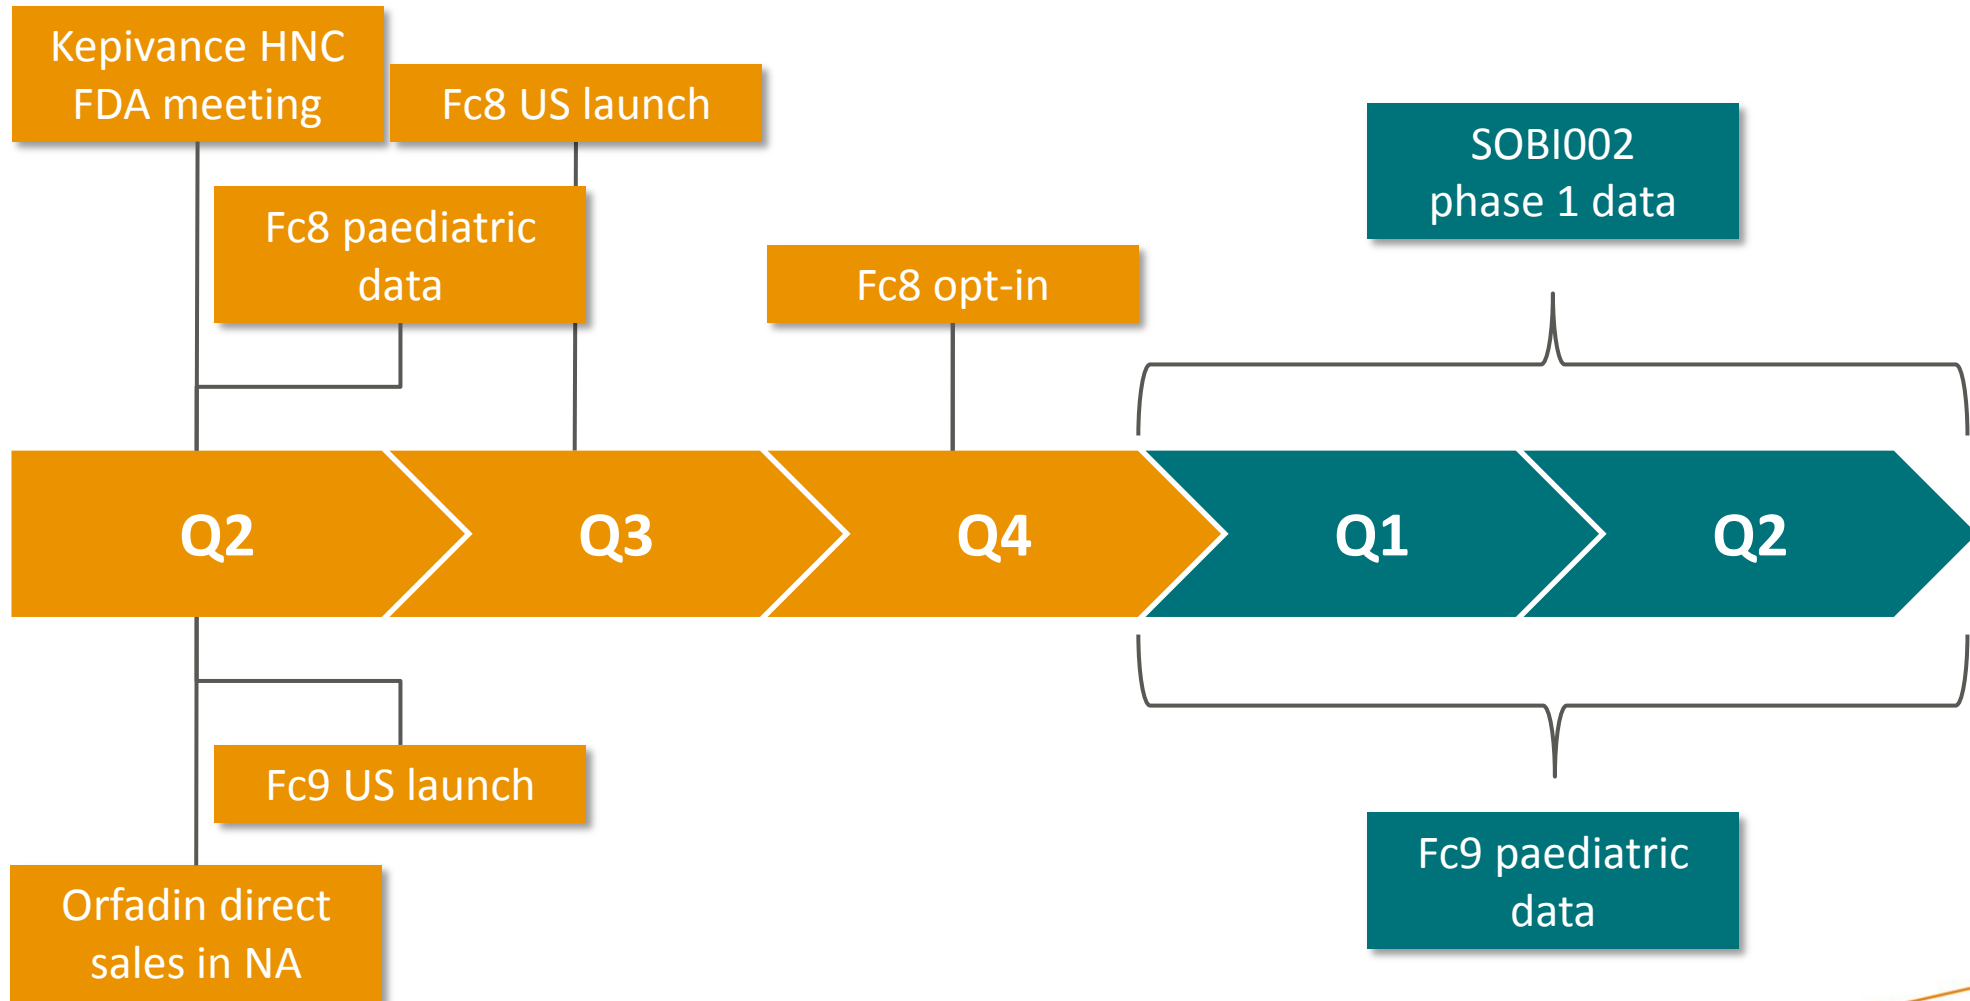 Kepivance HNC
FDA meeting
Fc8 US launch
SOBI002
phase 1 data
Fc8 paediatric
data
Fc8 opt-in
Q2
Q3
Q4
Q1
Q2
Fc9 US launch
Fc9 paediatric
data
Orfadin direct
sales in NA